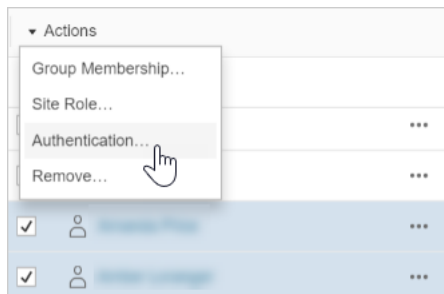 Actions
Group Membership...
Site Role...
Authentication...
Remove...